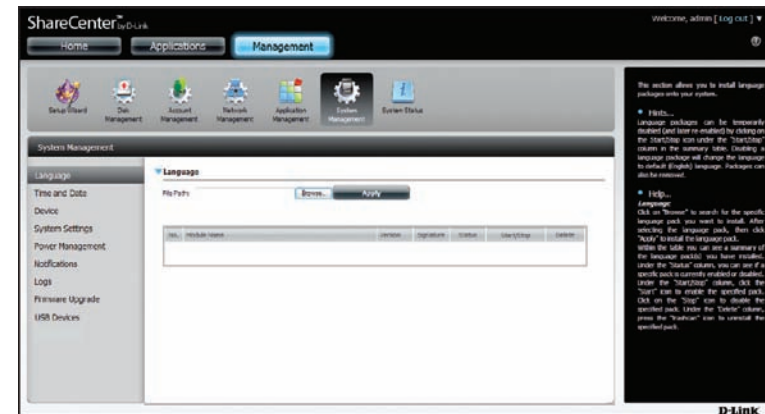 ShareCenter™ by D-Link
Welcome, admin [ Log out ]
Home
Applications
Management
Setup Wizard
Disk Management
Account Management
Network Management
Application Management
System Management
System Status
System Management
Language
Time and Date
Device
System Settings
Power Management
Notifications
Logs
Firmware Upgrade
USB Devices
Language
File Path:
Browse..
Apply
No.
Module Name
Version
Signature
Status
Start/Stop
Delete
This section allows you to install language
packages onto your system.
Hints...
Language packages can be temporarily
disabled (and later re-enabled) by clicking on
the Start/Stop icon under the "Start/Stop"
column in the summary table. Disabling a
language package will change the language
to default (English) language. Packages can
also be removed.
Help...
Language:
Click on "Browse" to search for the specific
language pack you want to install. After
selecting the language pack, then click
"Apply" to install the language pack.
Within the table you can see a summary of
the language pack(s) you have installed.
Under the "Status" column, you can see if a
specific pack is currently enabled or disabled.
Under the "Start/Stop" column, click the
"Start" icon to enable the specified pack.
Click on the "Stop" icon to disable the
specified pack. Under the "Delete" column,
press the "trashcan" icon to uninstall the
specified pack.
D-Link